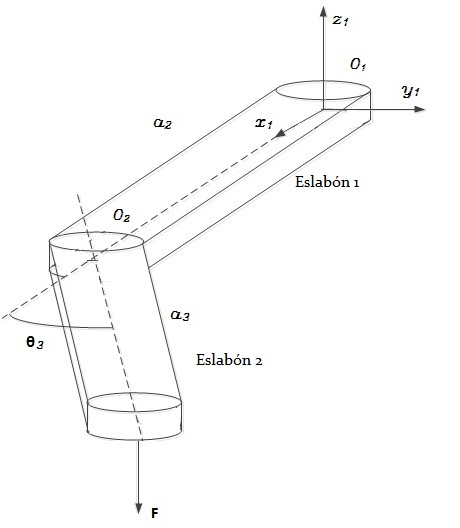 z1
O1
y1
a2
x1
Eslabón 1
O2
a3
θ3
Eslabón 2
F